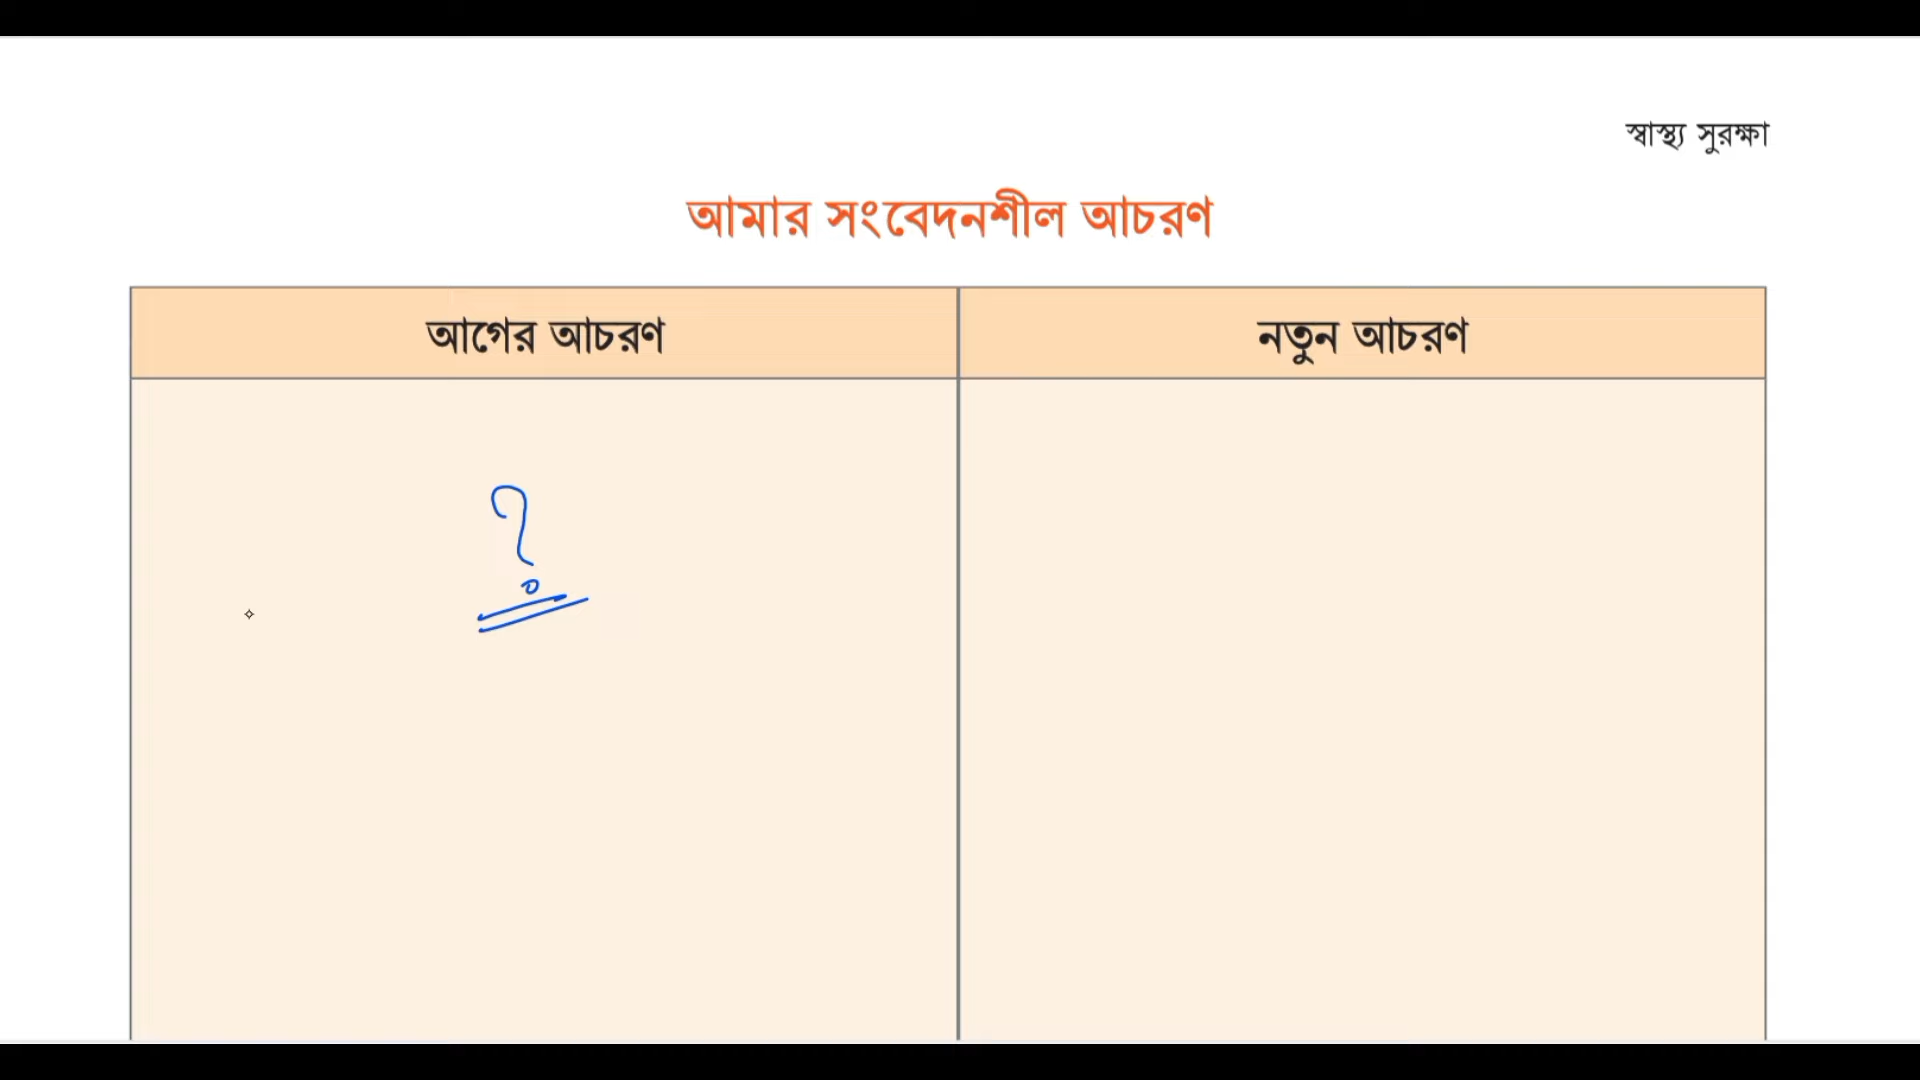 স্বাস্থ্য সুরক্ষা
আমার সংবেদনশীল আচরণ
আগের আচরণ
নতুন আচরণ
?